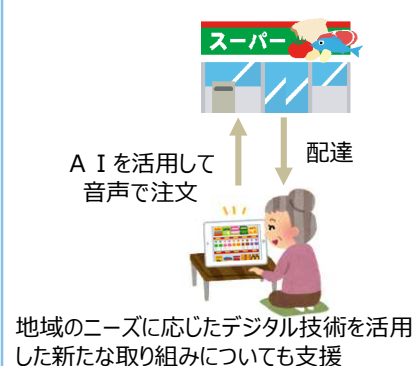 スーパー
ＡＩを活用して
音声で注文
配達
地域のニーズに応じたデジタル技術を活用
した新たな取り組みについても支援